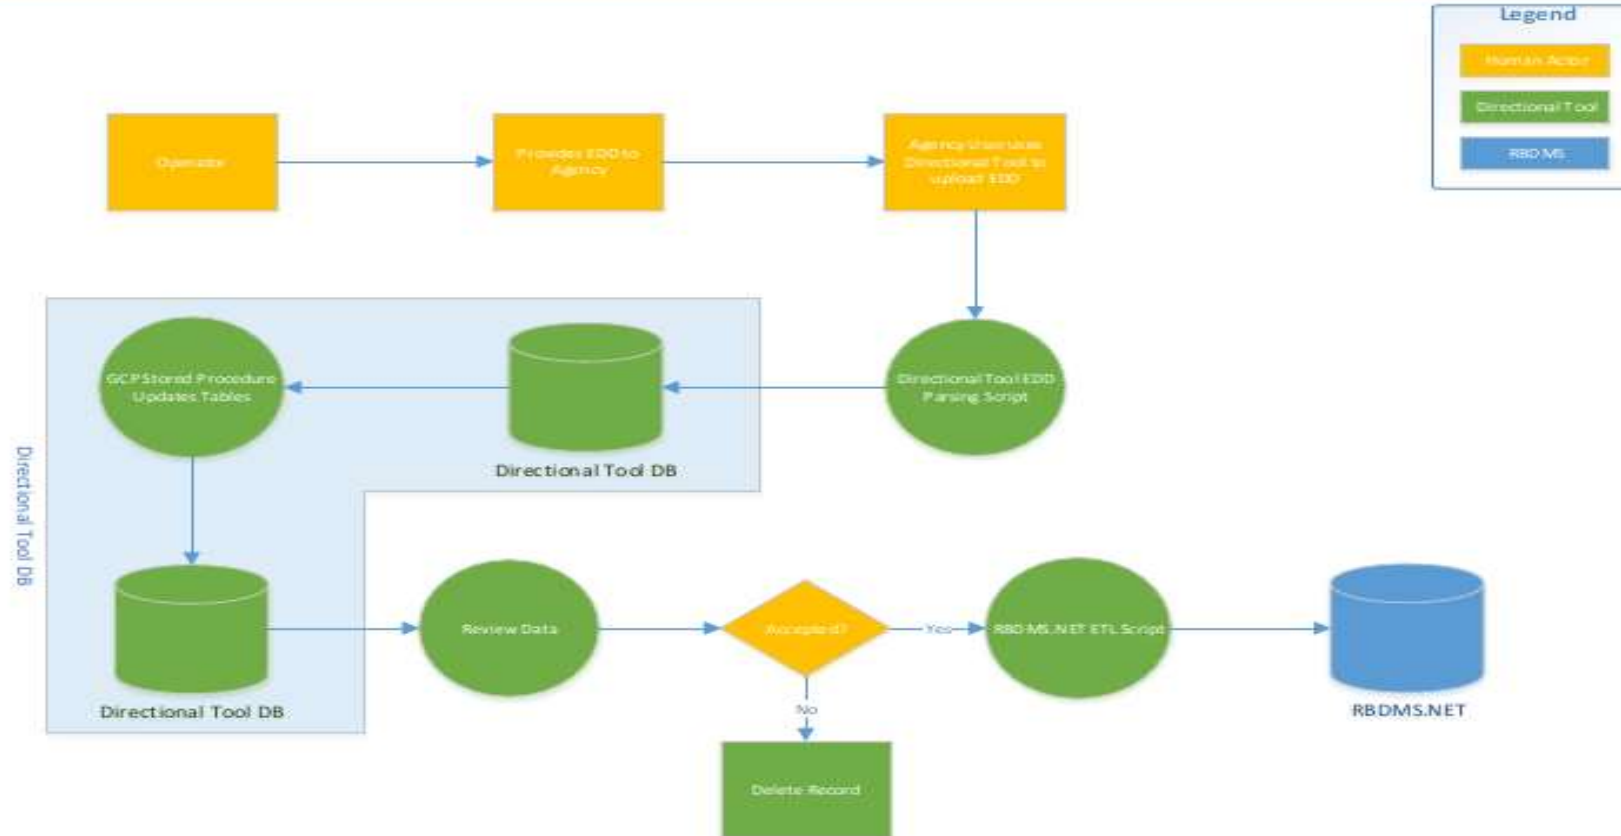 Legend
Human Actor
Directional Tool
RBDMS
Operator
Provides EDD to
Agency
Agency User uses
Directional Tool to
upload EDD
GCP Stored Procedure
Updates Tables
Directional Tool DB
Directional Tool EDD
Parsing Script
Directional Tool DB
Directional Tool DB
Review Data
Accepted?
Yes
RBDMS.NET ETL Script
RBDMS.NET
No
Delete Record